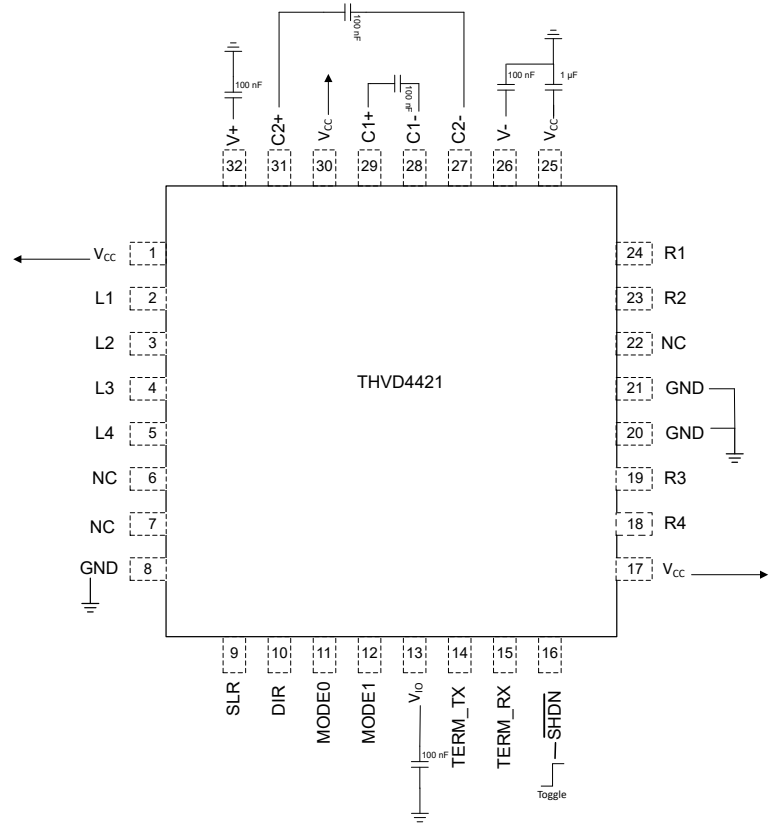 100 nF
100 nF
100 nF
100 nF
1 µF
V+
C2+
VCC
C1+
C1-
C2-
V-
VCC
32
31
30
29
28
27
26
25
VCC 1
L1 2
L2 3
L3 4
L4 5
NC 6
NC 7
GND 8
THVD4421
24 R1
23 R2
22 NC
21 GND
20 GND
19 R3
18 R4
17 VCC
9
10
11
12
13
14
15
16
SLR
DIR
MODE0
MODE1
VIO
TERM_TX
TERM_RX
SHDN
100 nF
Toggle